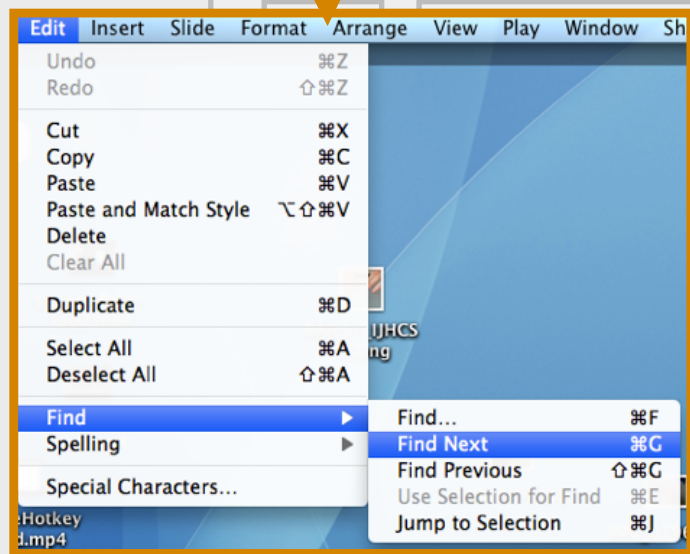 Edit Insert Slide Format Arrange View Play Window Sh
Undo ⌘Z
Redo ⇧⌘Z
Cut ⌘X
Copy ⌘C
Paste ⌘V
Paste and Match Style ⌥⇧⌘V
Delete
Clear All
Duplicate ⌘D
_IJHCS
ng
Select All ⌘A
Deselect All ⇧⌘A
Find ▶ Find... ⌘F
Spelling ▶ Find Next ⌘G
Find Previous ⇧⌘G
Special Characters... Use Selection for Find ⌘E
Jump to Selection ⌘J
eHotkey
d.mp4